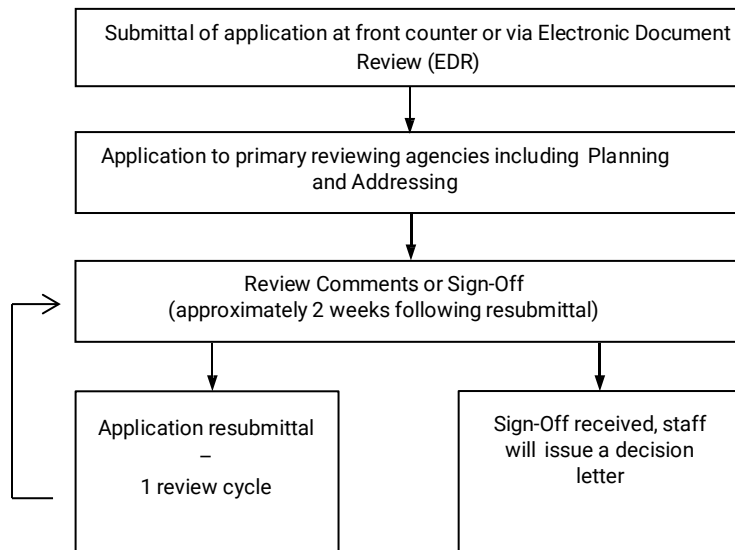 Submittal of application at front counter or via Electronic Document
Review (EDR)
Application to primary reviewing agencies including Planning
and Addressing
Review Comments or Sign-Off
(approximately 2 weeks following resubmittal)
Application resubmittal
–
1 review cycle
Sign-Off received, staff
will issue a decision
letter